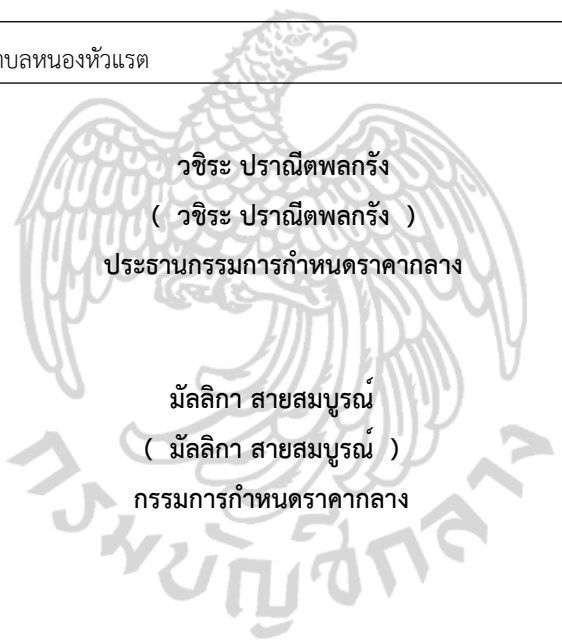 บลหนองหัวแรต
วชิระ ปราณีตพลกรัง
( วชิระ ปราณีตพลกรัง )
ประธานกรรมการกำหนดราคากลาง
มัลลิกา สายสมบูรณ์
( มัลลิกา สายสมบูรณ์ )
กรรมการกำหนดราคากลาง
กรมบัญชีกลาง